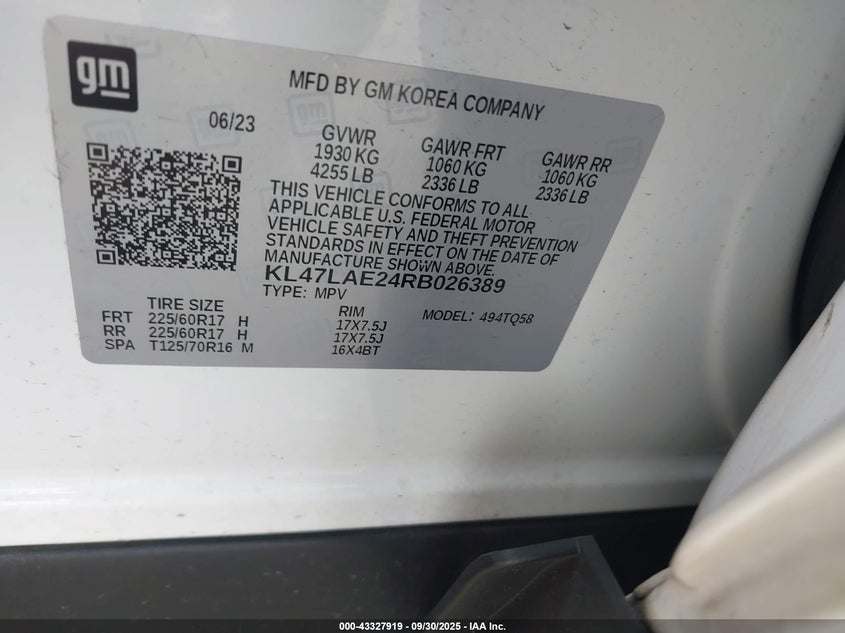 gm
MFD BY GM KOREA COMPANY
06/23
GVWR
1930 KG
4255 LB
GAWR FRT
1060 KG
2336 LB
GAWR RR
1060 KG
2336 LB
THIS VEHICLE CONFORMS TO ALL
APPLICABLE U.S. FEDERAL MOTOR
VEHICLE SAFETY AND THEFT PREVENTION
STANDARDS IN EFFECT ON THE DATE OF
MANUFACTURE SHOWN ABOVE.
KL47LAE24RB026389
TYPE: MPV
MODEL: 494TQ58
TIRE SIZE
RIM
FRT 225/60R17 H 17X7.5J
RR 225/60R17 H 17X7.5J
SPA T125/70R16 M 16X4BT
000-43327919 - 09/30/2025 - IAA Inc.